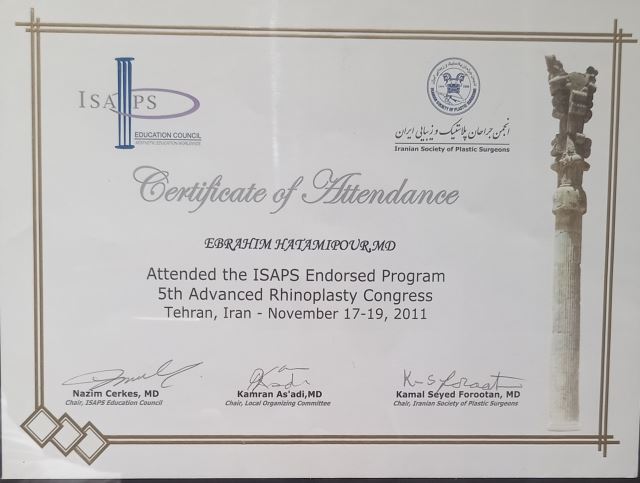 ISAPS
EDUCATION COUNCIL
AESTHETIC EDUCATION WORLDWIDE
انجمن جراحان پلاستیک و زیبایی ایران
Iranian Society of Plastic Surgeons
Certificate of Attendance
EBRAHIM HATAMIPOUR,MD
Attended the ISAPS Endorsed Program
5th Advanced Rhinoplasty Congress
Tehran, Iran - November 17-19, 2011
Nazim Cerkes, MD
Chair, ISAPS Education Council
Kamran As'adi,MD
Chair, Local Organizing Committee
Kamal Seyed Forootan, MD
Chair, Iranian Society of Plastic Surgeons